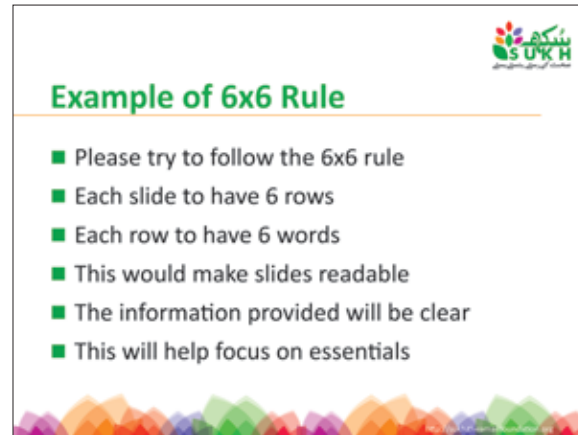 سکھ
SUKH
Example of 6x6 Rule
Please try to follow the 6x6 rule
Each slide to have 6 rows
Each row to have 6 words
This would make slides readable
The information provided will be clear
This will help focus on essentials